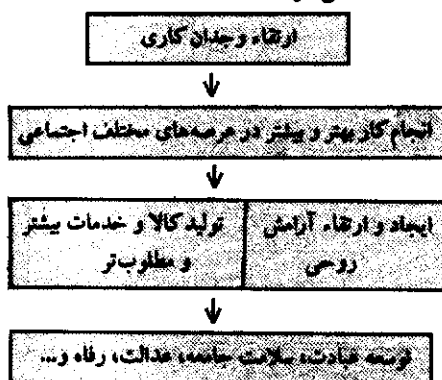 ارتقاء وجدان کاری
انجام کار بهتر و بیشتر در عرصه‌های مختلف اجتماعی
ایجاد و ارتقاء آرامش
روحی
تولید کالا و خدمات بیشتر
و مطلوب‌تر
توسعه عبادت، سلامت جامعه، عدالت، رفاه و...